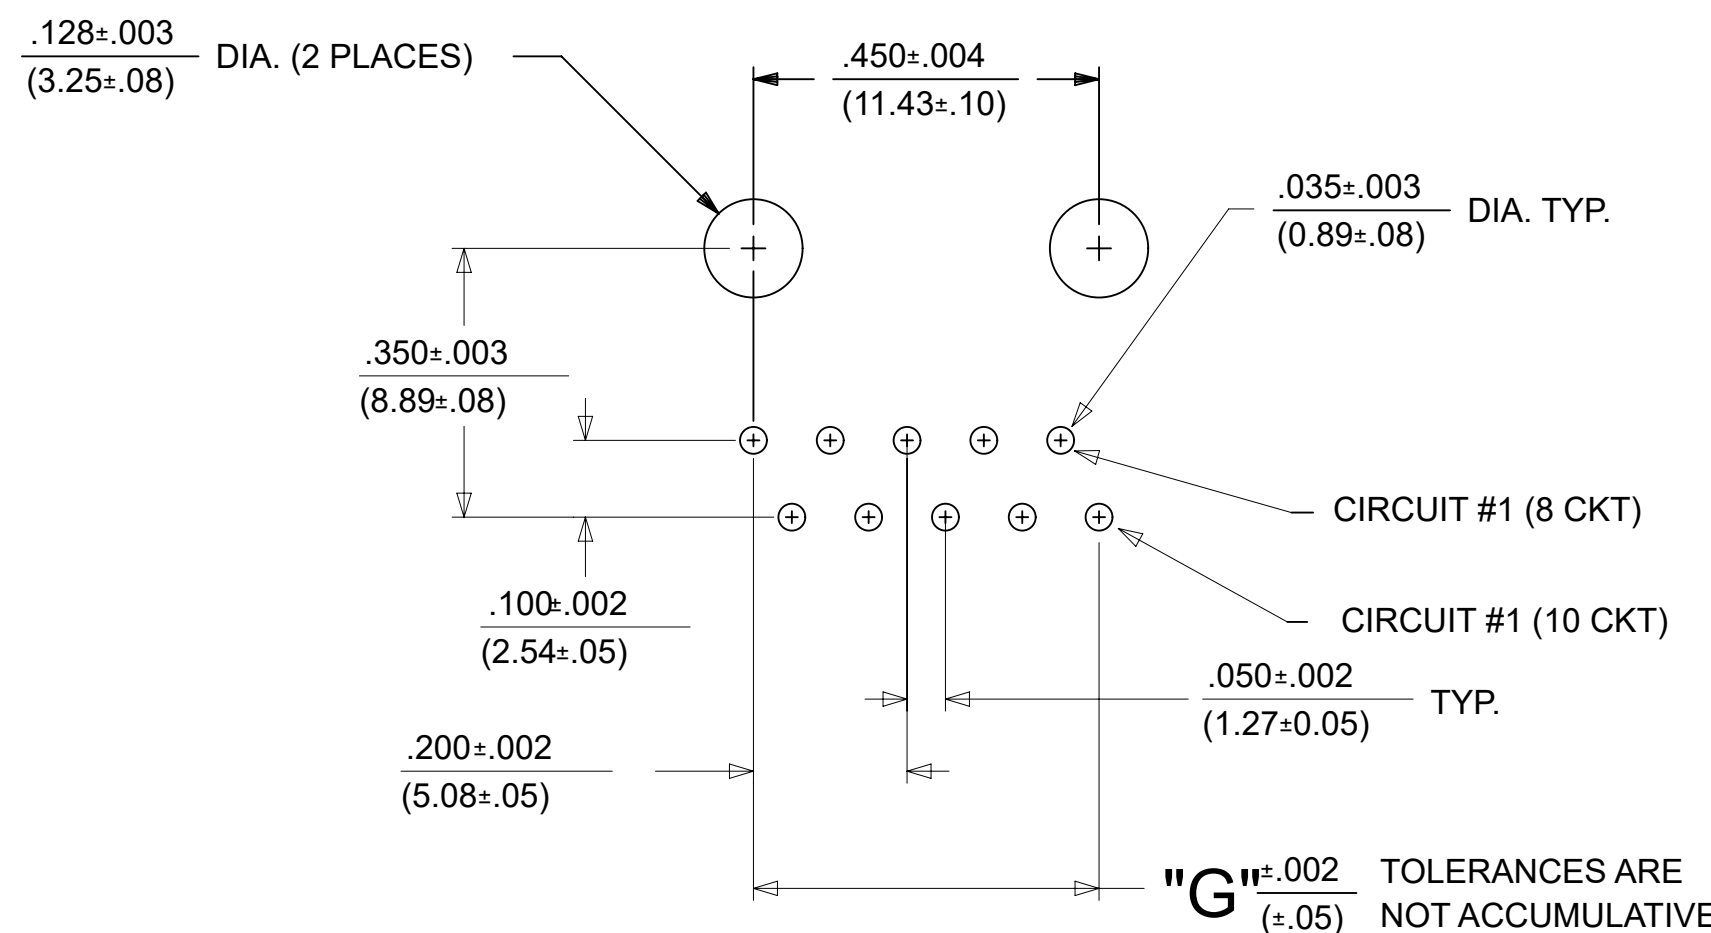 .128±.003
(3.25±.08)
DIA. (2 PLACES)
.450±.004
(11.43±.10)
.035±.003
(0.89±.08)
DIA. TYP.
.350±.003
(8.89±.08)
CIRCUIT #1 (8 CKT)
.100±.002
(2.54±.05)
CIRCUIT #1 (10 CKT)
.050±.002
(1.27±0.05)
TYP.
.200±.002
(5.08±.05)
"G"
±.002
(±.05)
TOLERANCES ARE
NOT ACCUMULATIVE